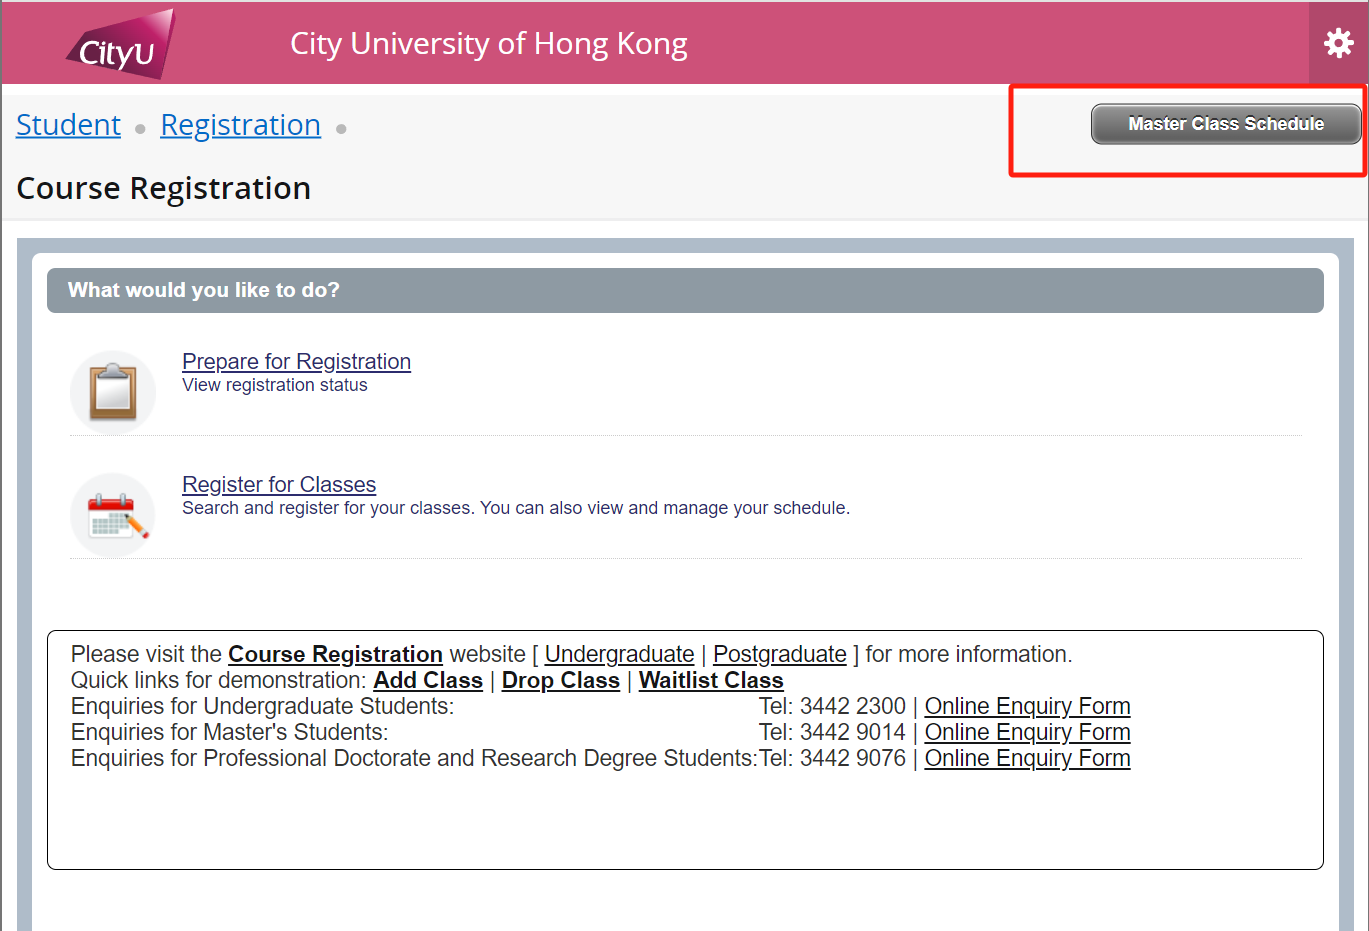 CityU
City University of Hong Kong
Student Registration
Master Class Schedule
Course Registration
What would you like to do?
Prepare for Registration
View registration status
Register for Classes
Search and register for your classes. You can also view and manage your schedule.
Please visit the Course Registration website [ Undergraduate | Postgraduate ] for more information.
Quick links for demonstration: Add Class | Drop Class | Waitlist Class
Enquiries for Undergraduate Students: Tel: 3442 2300 | Online Enquiry Form
Enquiries for Master's Students: Tel: 3442 9014 | Online Enquiry Form
Enquiries for Professional Doctorate and Research Degree Students:Tel: 3442 9076 | Online Enquiry Form